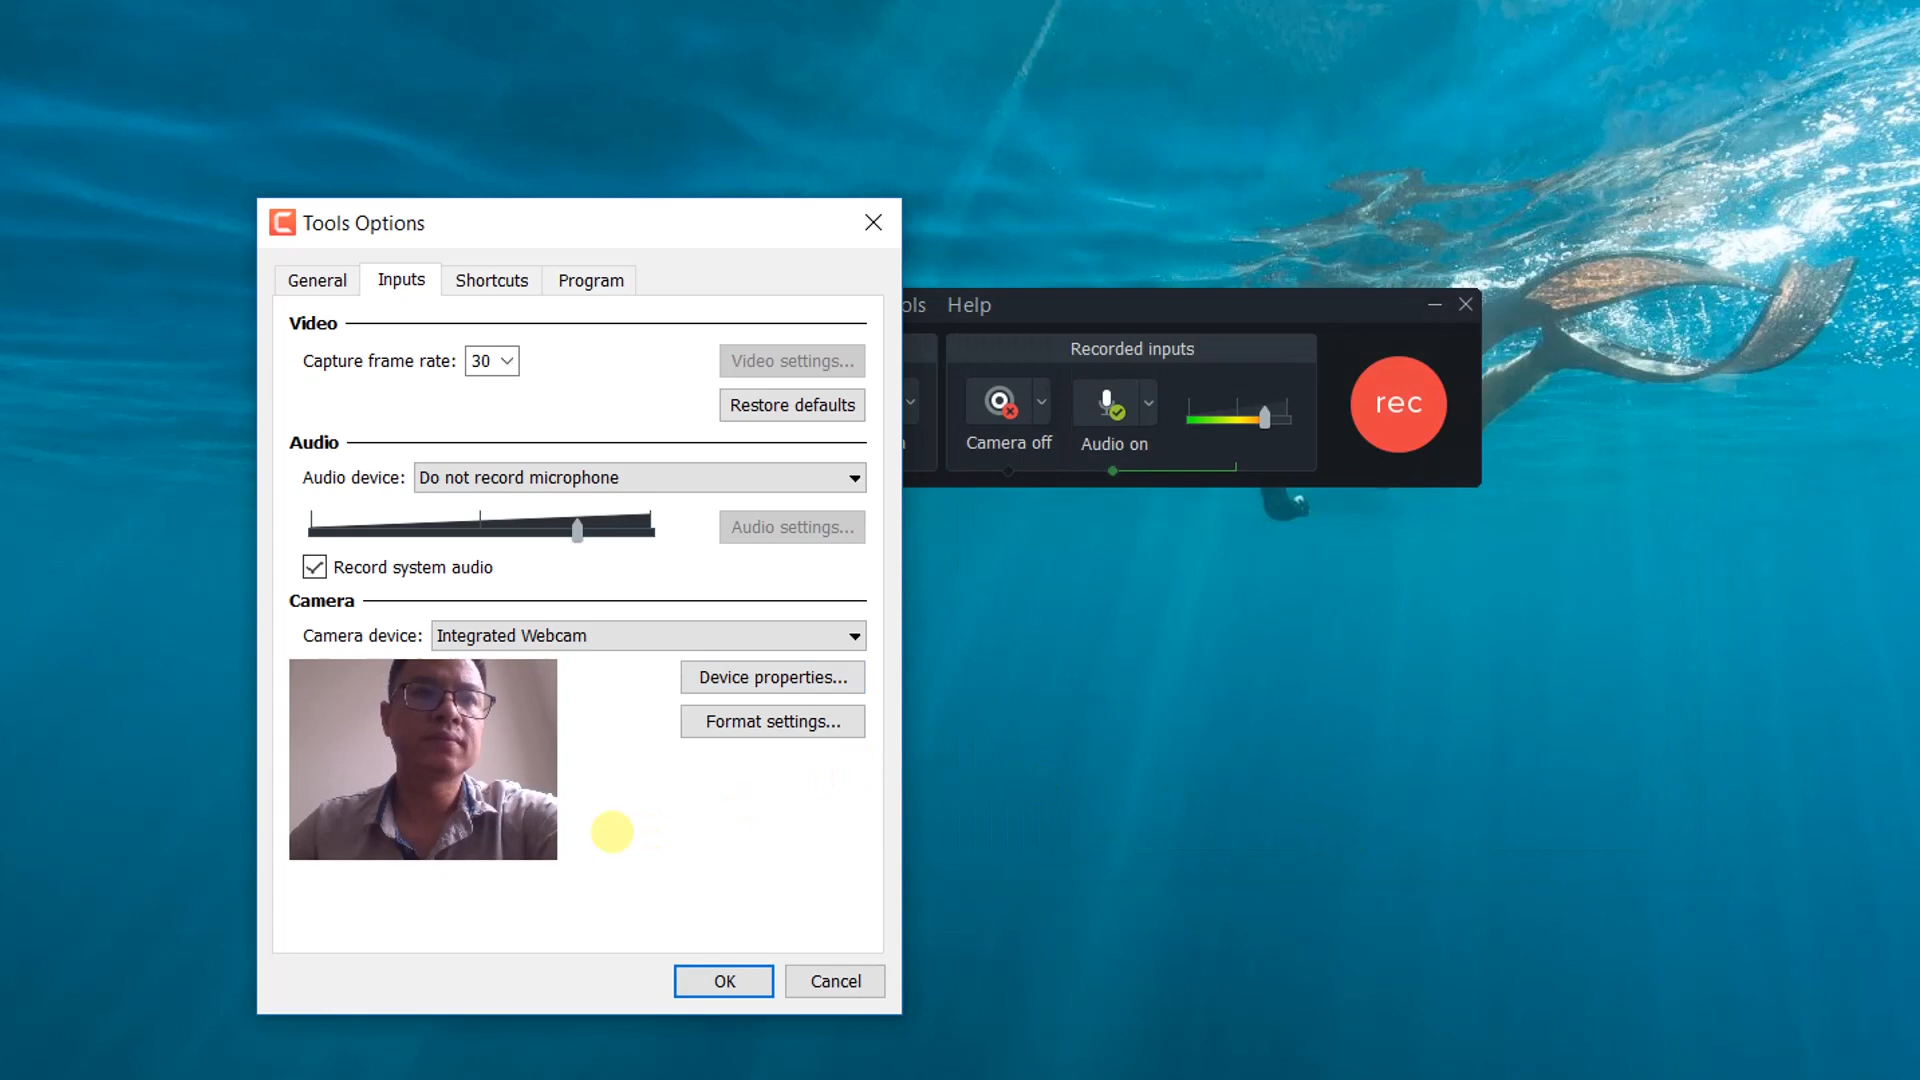 Tools Options
General
Inputs
Shortcuts
Program
Video
Capture frame rate: 30
Video settings...
Restore defaults
Audio
Audio device: Do not record microphone
Audio settings...
Record system audio
Camera
Camera device: Integrated Webcam
Device properties...
Format settings...
OK
Cancel
ols Help
Recorded inputs
Camera off
Audio on
rec